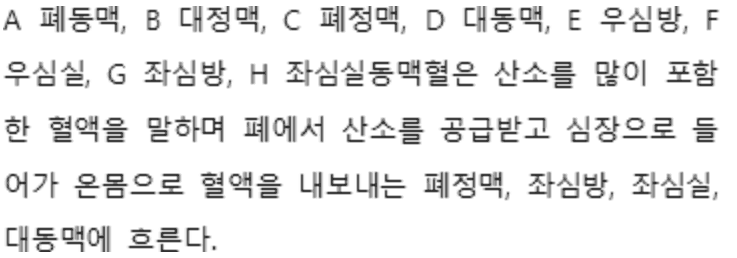 A 폐동맥, B 대정맥, C 폐정맥, D 대동맥, E 우심방, F
우심실, G 좌심방, H 좌심실동맥혈은 산소를 많이 포함
한 혈액을 말하며 폐에서 산소를 공급받고 심장으로 들
어가 온몸으로 혈액을 내보내는 폐정맥, 좌심방, 좌심실,
대동맥에 흐른다.